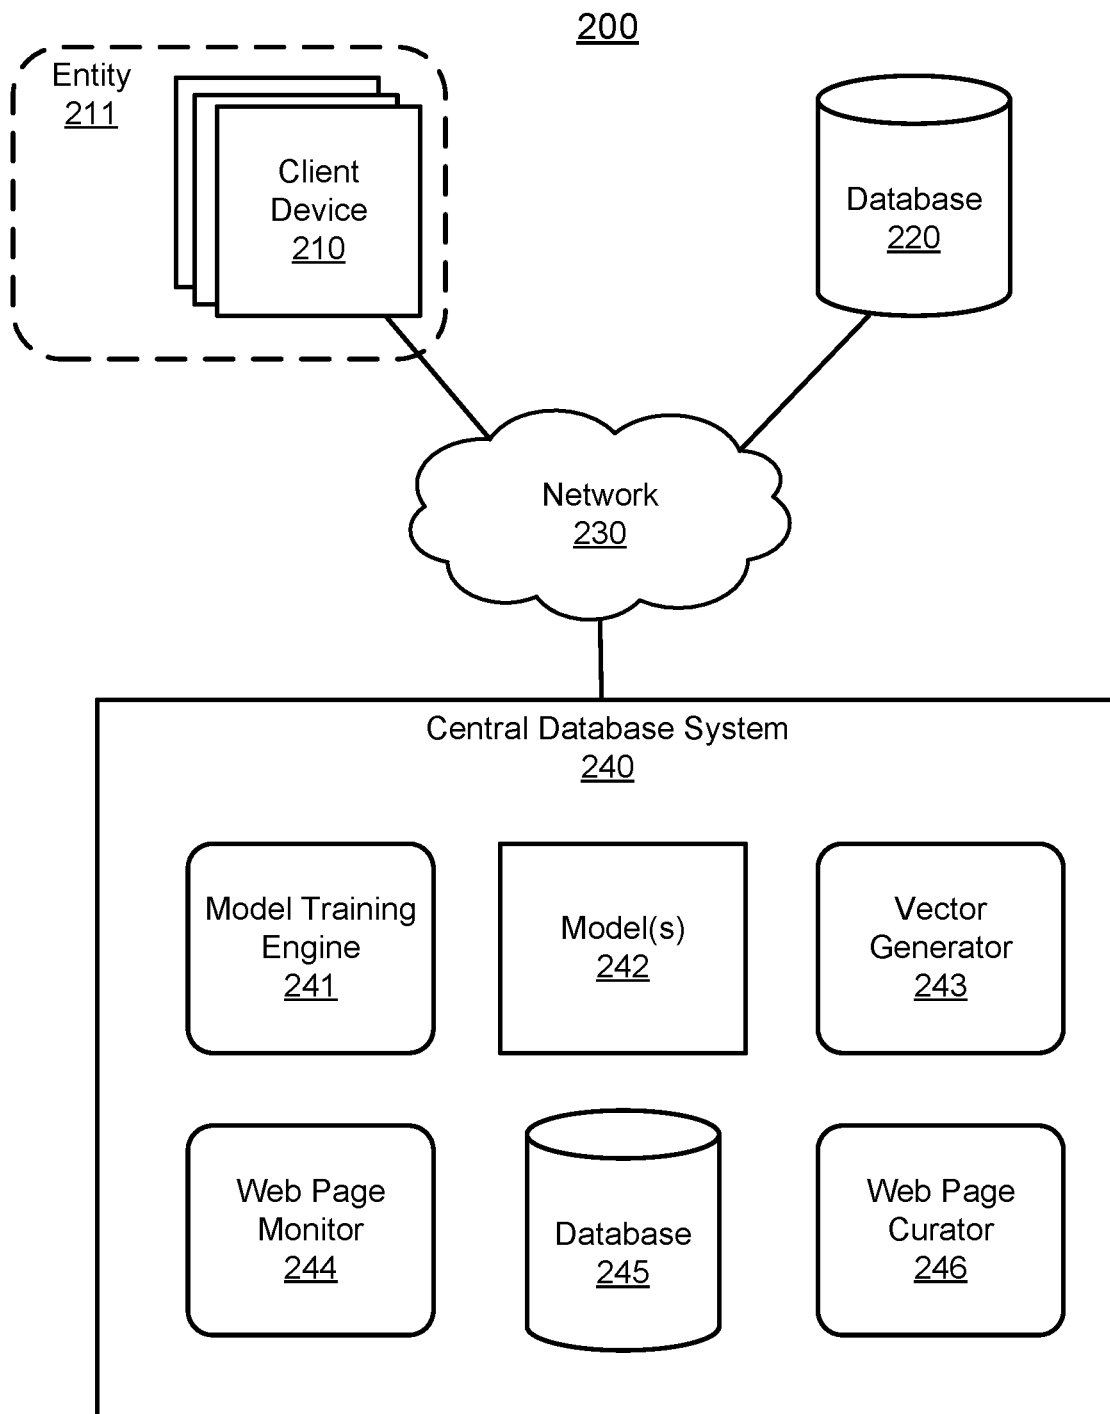 200
Entity
211
Client
Device
210
Database
220
Network
230
Central Database System
240
Model Training
Engine
241
Model(s)
242
Vector
Generator
243
Web Page
Monitor
244
Database
245
Web Page
Curator
246